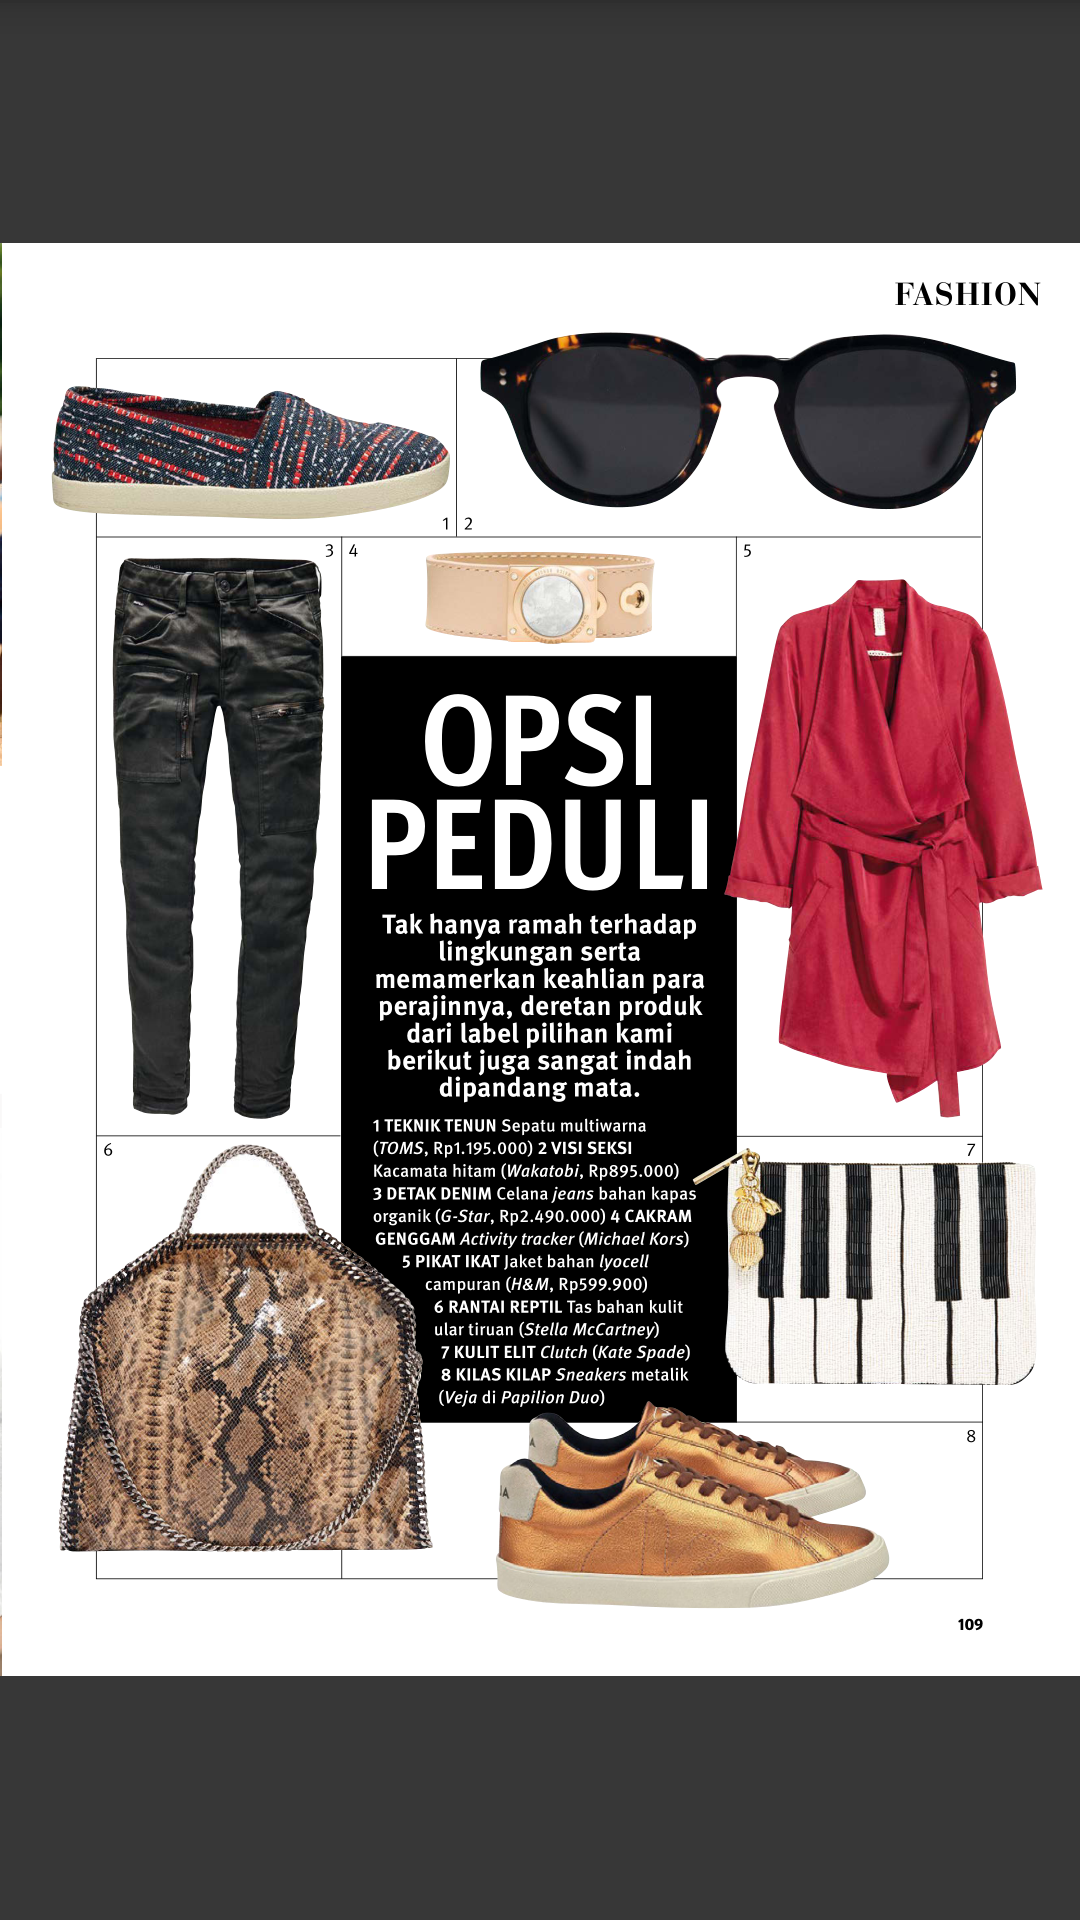 FASHION
1
2
3
4
5
OPSI
PEDULI
Tak hanya ramah terhadap
lingkungan serta
memamerkan keahlian para
perajinnya, deretan produk
dari label pilihan kami
berikut juga sangat indah
dipandang mata.
1 TEKNIK TENUN Sepatu multiwarna
(TOMS, Rp1.195.000) 2 VISI SEKSI
Kacamata hitam (Wakatobi, Rp895.000)
3 DETAK DENIM Celana jeans bahan kapas
organik (G-Star, Rp2.490.000) 4 CAKRAM
GENGGAM Activity tracker (Michael Kors)
5 PIKAT IKAT Jaket bahan lyocell
campuran (H&M, Rp599.900)
6 RANTAI REPTIL Tas bahan kulit
ular tiruan (Stella McCartney)
7 KULIT ELIT Clutch (Kate Spade)
8 KILAS KILAP Sneakers metalik
(Veja di Papilion Duo)
6
7
8
109